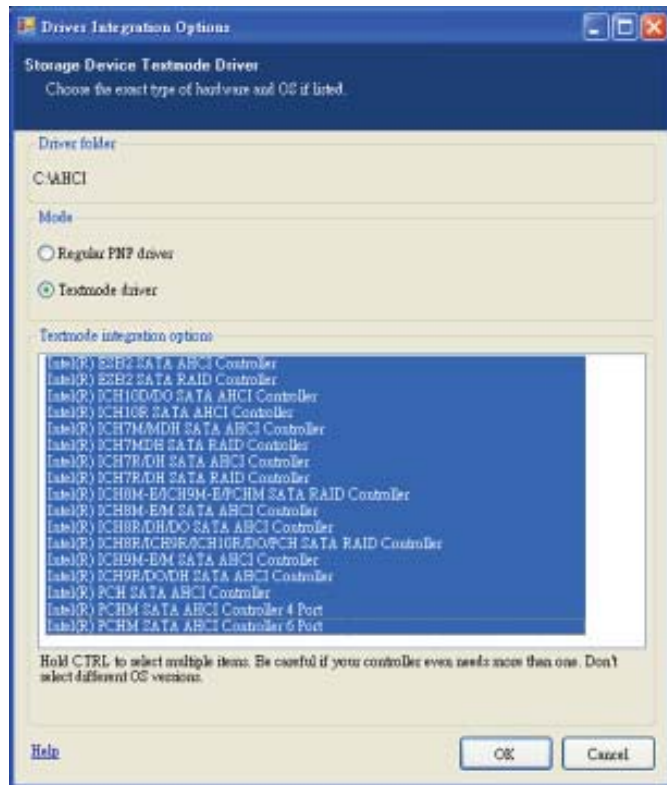 Driver Integration Options
Storage Device Textmode Driver
Choose the exact type of hardware and OS if listed.
Driver folder
C:\AHCI
Mode
Regular PNP driver
Textmode driver
Textmode integration options
Intel(R) ESB2 SATA AHCI Controller
Intel(R) ESB2 SATA RAID Controller
Intel(R) ICH10D/DO SATA AHCI Controller
Intel(R) ICH10R SATA AHCI Controller
Intel(R) ICH7M/MDH SATA AHCI Controller
Intel(R) ICH7MDH SATA RAID Controller
Intel(R) ICH7R/DH SATA AHCI Controller
Intel(R) ICH7R/DH SATA RAID Controller
Intel(R) ICH8M-E/ICH9M-E/PCHM SATA RAID Controller
Intel(R) ICH8M-E/M SATA AHCI Controller
Intel(R) ICH8R/DH/DO SATA AHCI Controller
Intel(R) ICH8R/ICH9R/ICH10R/DO/PCH SATA RAID Controller
Intel(R) ICH9M-E/M SATA AHCI Controller
Intel(R) ICH9R/DO/DH SATA AHCI Controller
Intel(R) PCH SATA AHCI Controller
Intel(R) PCHM SATA AHCI Controller 4 Port
Intel(R) PCHM SATA AHCI Controller 6 Port
Hold CTRL to select multiple items. Be careful if your controller even needs more than one. Don't
select different OS versions.
Help
OK
Cancel